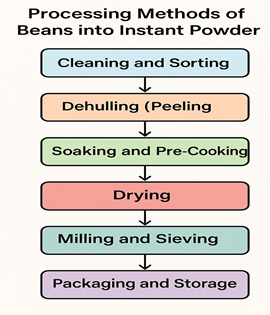 Processing Methods of
Beans into Instant Powder
Cleaning and Sorting
Dehulling (Peeling
Soaking and Pre-Cooking
Drying
Milling and Sieving
Packaging and Storage